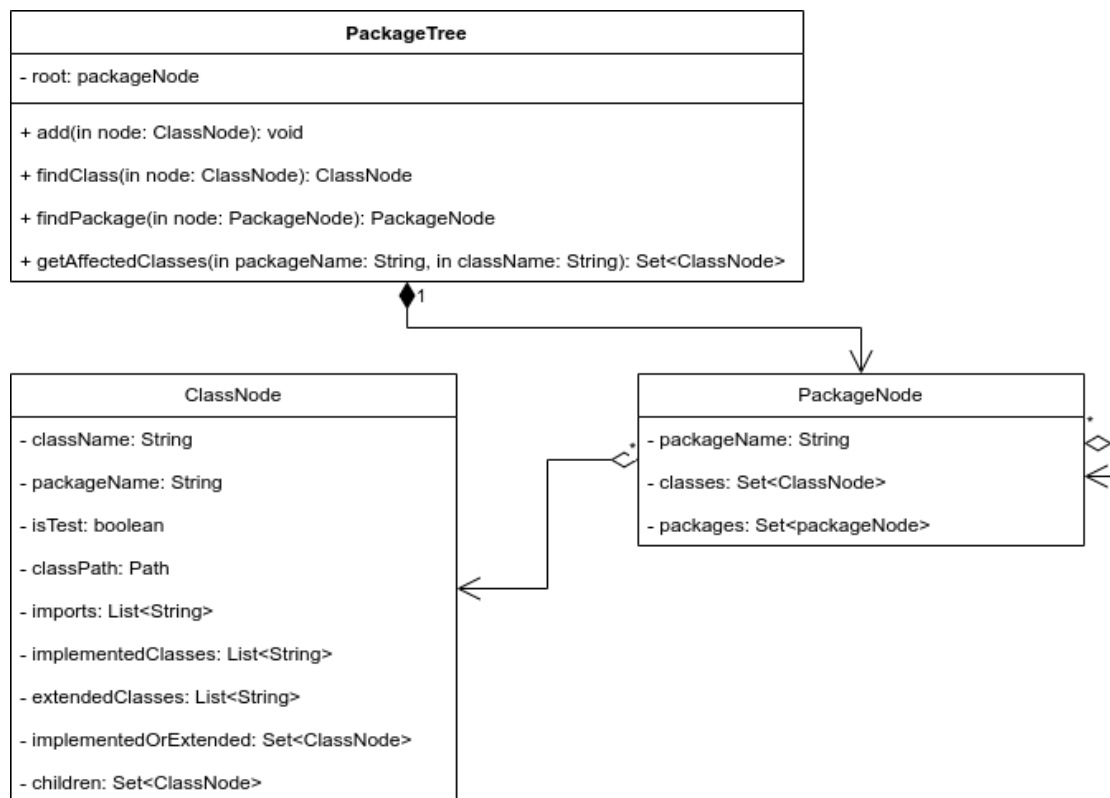 PackageTree
- root: packageNode
+ add(in node: ClassNode): void
+ findClass(in node: ClassNode): ClassNode
+ findPackage(in node: PackageNode): PackageNode
+ getAffectedClasses(in packageName: String, in className: String): Set<ClassNode>
1
ClassNode
- className: String
- packageName: String
- isTest: boolean
- classPath: Path
- imports: List<String>
- implementedClasses: List<String>
- extendedClasses: List<String>
- implementedOrExtended: Set<ClassNode>
- children: Set<ClassNode>
*
PackageNode
- packageName: String
- classes: Set<ClassNode>
- packages: Set<packageNode>
*